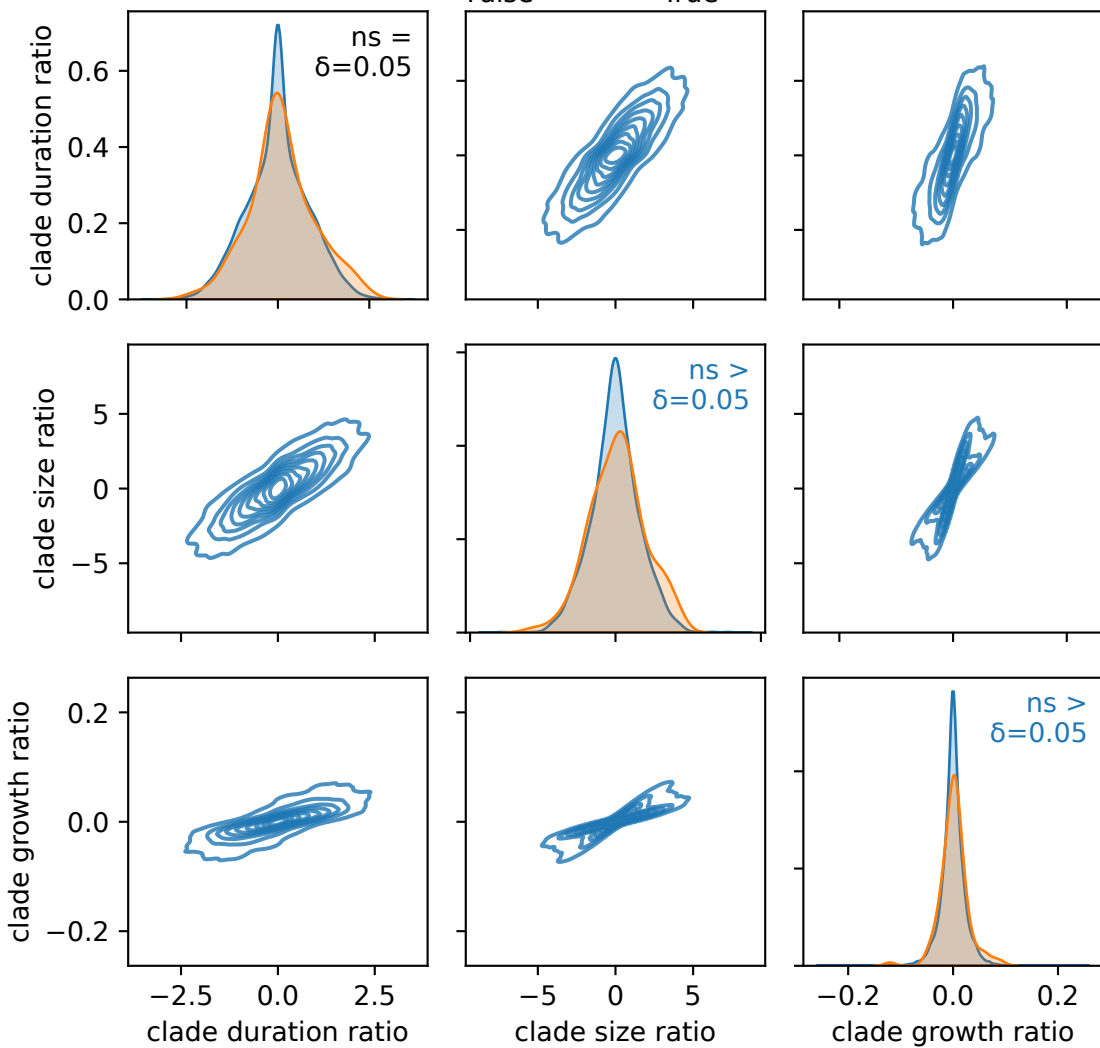 clade duration ratio
0.6
0.4
0.2
0.0
ns =
δ=0.05
clade size ratio
5
0
−5
ns >
δ=0.05
clade growth ratio
0.2
0.0
−0.2
ns >
δ=0.05
−2.5 0.0 2.5
−5 0 5
−0.2 0.0 0.2
clade duration ratio
clade size ratio
clade growth ratio